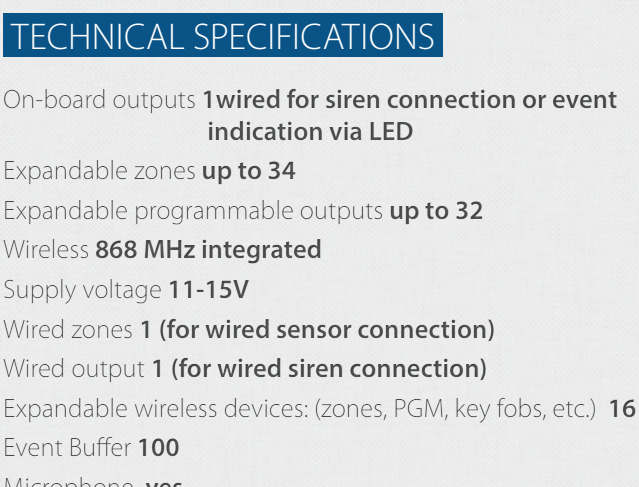 TECHNICAL SPECIFICATIONS
On-board outputs 1wired for siren connection or event
indication via LED
Expandable zones up to 34
Expandable programmable outputs up to 32
Wireless 868 MHz integrated
Supply voltage 11-15V
Wired zones 1 (for wired sensor connection)
Wired output 1 (for wired siren connection)
Expandable wireless devices: (zones, PGM, key fobs, etc.) 16
Event Buffer 100
Microphone yes